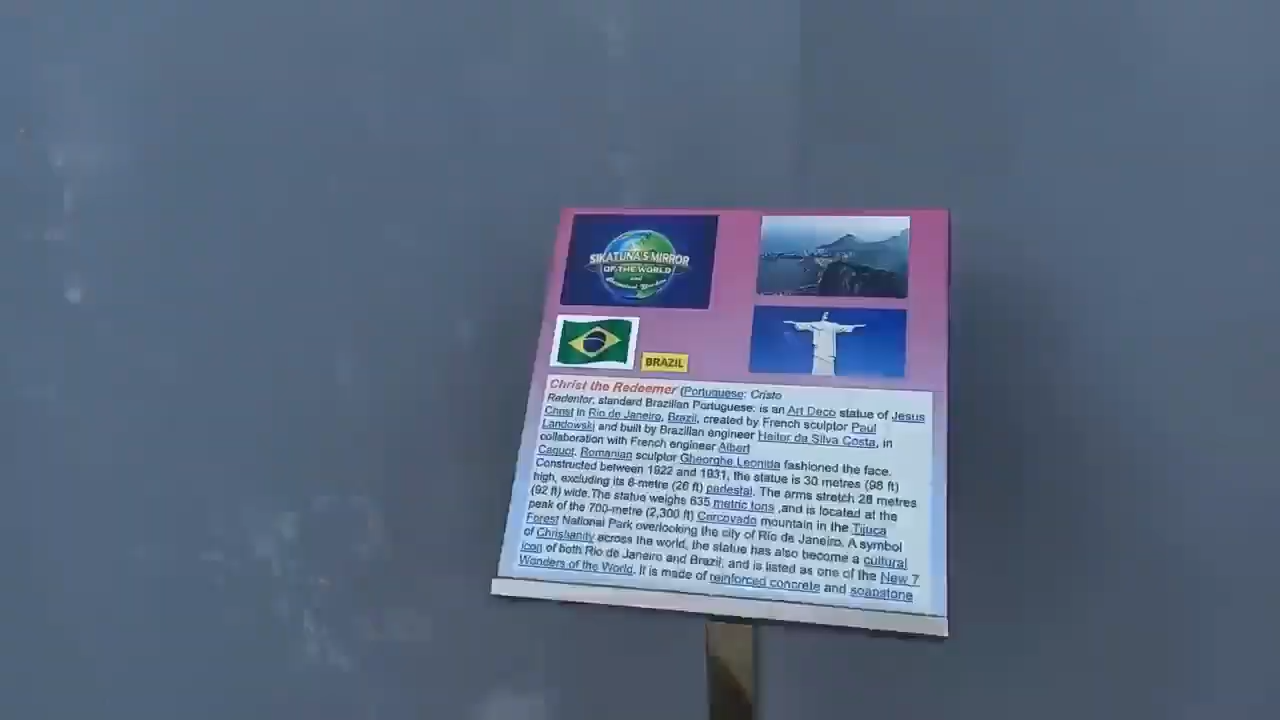 SIKATUNA'S MIRROR
OF THE WORLD
and
BRAZIL
Christ the Redeemer (Portuguese: Cristo
Redentor, standard Brazilian Portuguese: is an Art Deco statue of Jesus
Christ in Rio de Janeiro, Brazil, created by French sculptor Paul
Landowski and built by Brazilian engineer Heitor da Silva Costa, in
collaboration with French engineer Albert
Caquot. Romanian sculptor Gheorghe Leonida fashioned the face.
Constructed between 1922 and 1931, the statue is 30 metres (98 ft)
high, excluding its 8-metre (26 ft) pedestal. The arms stretch 28 metres
(92 ft) wide.The statue weighs 635 metric tons ,and is located at the
peak of the 700-metre (2,300 ft) Corcovado mountain in the Tijuca
Forest National Park overlooking the city of Rio de Janeiro. A symbol
of Christianity across the world, the statue has also become a cultural
icon of both Rio de Janeiro and Brazil, and is listed as one of the New 7
Wonders of the World. It is made of reinforced concrete and soapstone